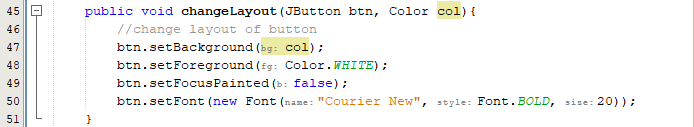 45 public void changeLayout(JButton btn, Color col){
46 //change layout of button
47 btn.setBackground(bg: col);
48 btn.setForeground(fg: Color.WHITE);
49 btn.setFocusPainted(b: false);
50 btn.setFont(new Font(name: "Courier New", style: Font.BOLD, size: 20));
51 }